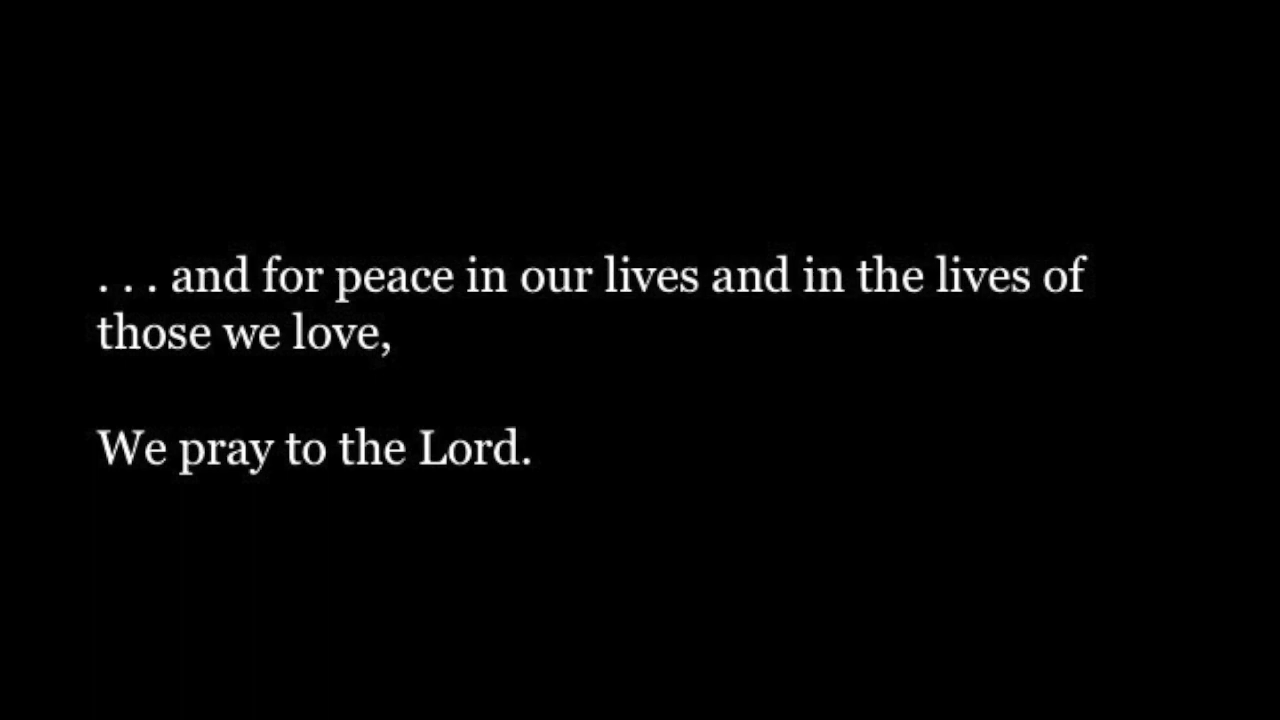 . . . and for peace in our lives and in the lives of
those we love,
We pray to the Lord.